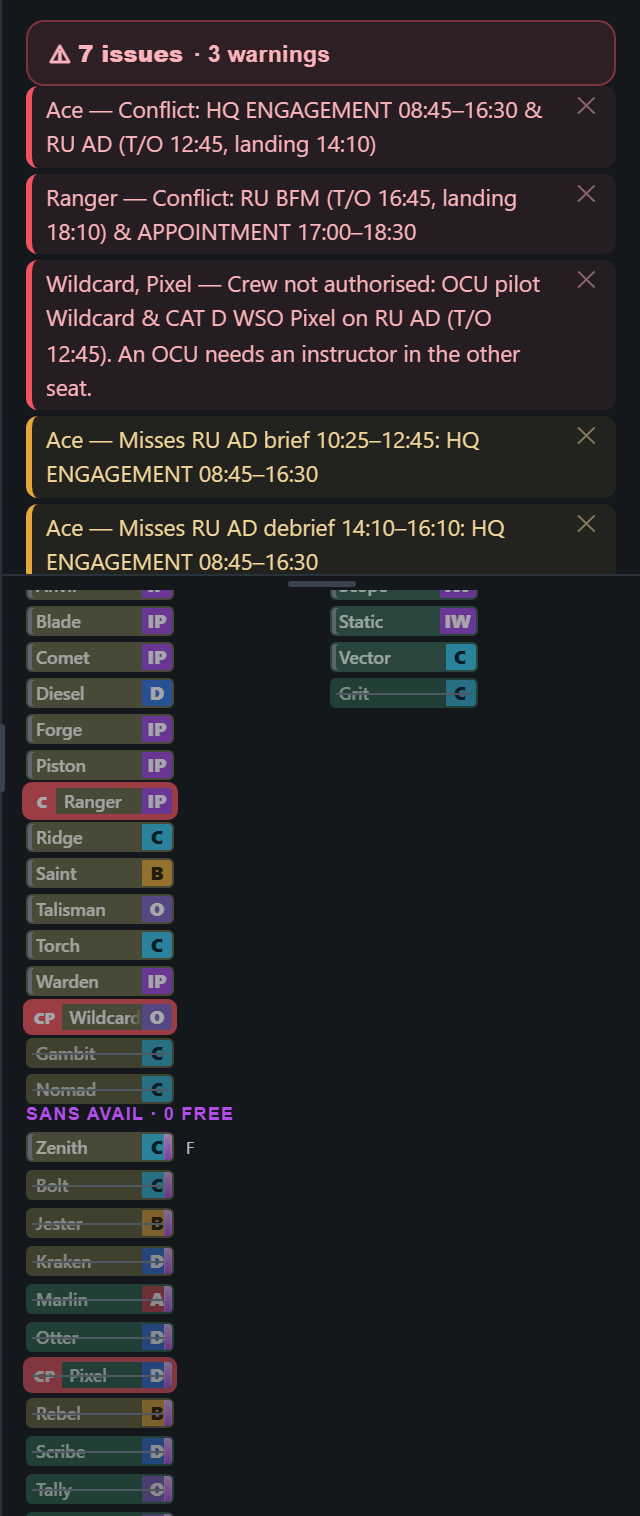 ⚠ 7 issues · 3 warnings
Ace — Conflict: HQ ENGAGEMENT 08:45–16:30 &
RU AD (T/O 12:45, landing 14:10)
Ranger — Conflict: RU BFM (T/O 16:45, landing
18:10) & APPOINTMENT 17:00–18:30
Wildcard, Pixel — Crew not authorised: OCU pilot
Wildcard & CAT D WSO Pixel on RU AD (T/O
12:45). An OCU needs an instructor in the other
seat.
Ace — Misses RU AD brief 10:25–12:45: HQ
ENGAGEMENT 08:45–16:30
Ace — Misses RU AD debrief 14:10–16:10: HQ
ENGAGEMENT 08:45–16:30
Blade IP
Comet IP
Diesel D
Forge IP
Piston IP
C Ranger IP
Ridge C
Saint B
Talisman O
Torch C
Warden IP
CP Wildcard O
Gambit C
Nomad C
Static IW
Vector C
Grit C
SANS AVAIL · 0 FREE
Zenith C F
Bolt C
Jester B
Kraken D
Marlin A
Otter D
CP Pixel D
Rebel B
Scribe D
Tally O